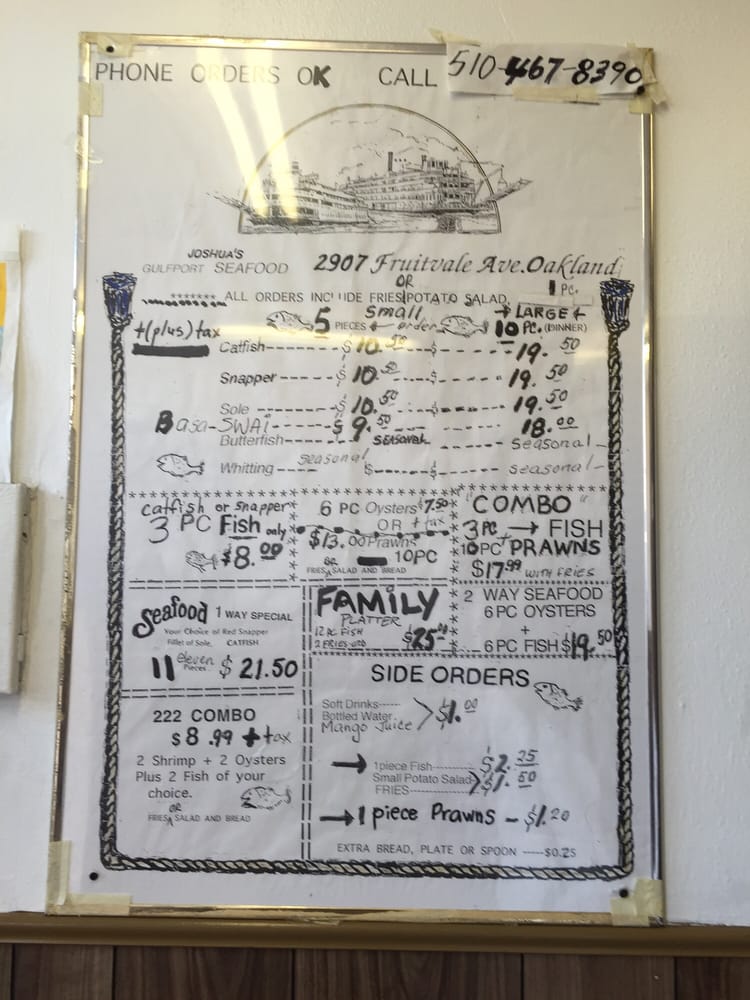 PHONE ORDERS OK CALL 510-467-8390
JOSHUA'S
GULFPORT SEAFOOD 2907 Fruitvale Ave. Oakland
OR
******* ALL ORDERS INCLUDE FRIES POTATO SALAD, 1 PC.
+(plus) tax 5 PIECES small order LARGE 10 PC. (DINNER)
Catfish $10.50 $ 19.50
Snapper $10.50 $ 19.50
Sole $10.50 $ 19.50
Basa-SWAI $9.50 18.00
Butterfish SEASONAL Seasonal
Whitting seasonal $ $ seasonal
catfish or snapper
3 PC Fish only
$8.00
6 PC Oysters $7.50
OR + tax
$13.00 Prawns
10PC
OR
FRIES SALAD AND BREAD
"COMBO"
3PC → FISH
+
10PC PRAWNS
$17.99 WITH FRIES
Seafood 1 WAY SPECIAL
Your Choice of Red Snapper
Fillet of Sole, CATFISH
11 eleven Pieces $21.50
FAMILY
PLATTER
12 PC FISH
2 FRIES $25.00
2 WAY SEAFOOD
6 PC OYSTERS
+
6 PC FISH $19.50
222 COMBO
$8.99 + tax
2 Shrimp + 2 Oysters
Plus 2 Fish of your
choice.
OR
FRIES SALAD AND BREAD
SIDE ORDERS
Soft Drinks
Bottled Water $1.00
Mango Juice
→ 1piece Fish $2.25
Small Potato Salad $1.50
FRIES
→ 1 piece Prawns - $1.20
EXTRA BREAD, PLATE OR SPOON -----$0.25